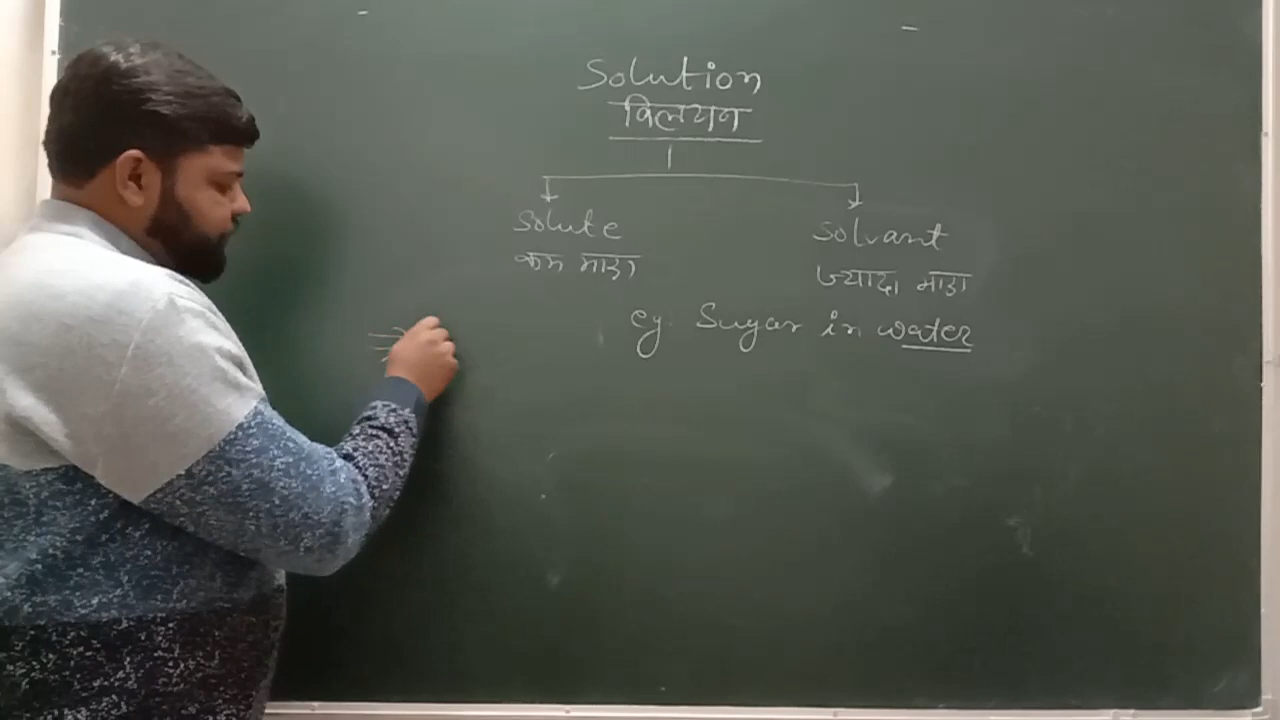 Solution
विलयन
Solute
कम मात्रा
Solvant
ज्यादा मात्रा
eg. Sugar in water